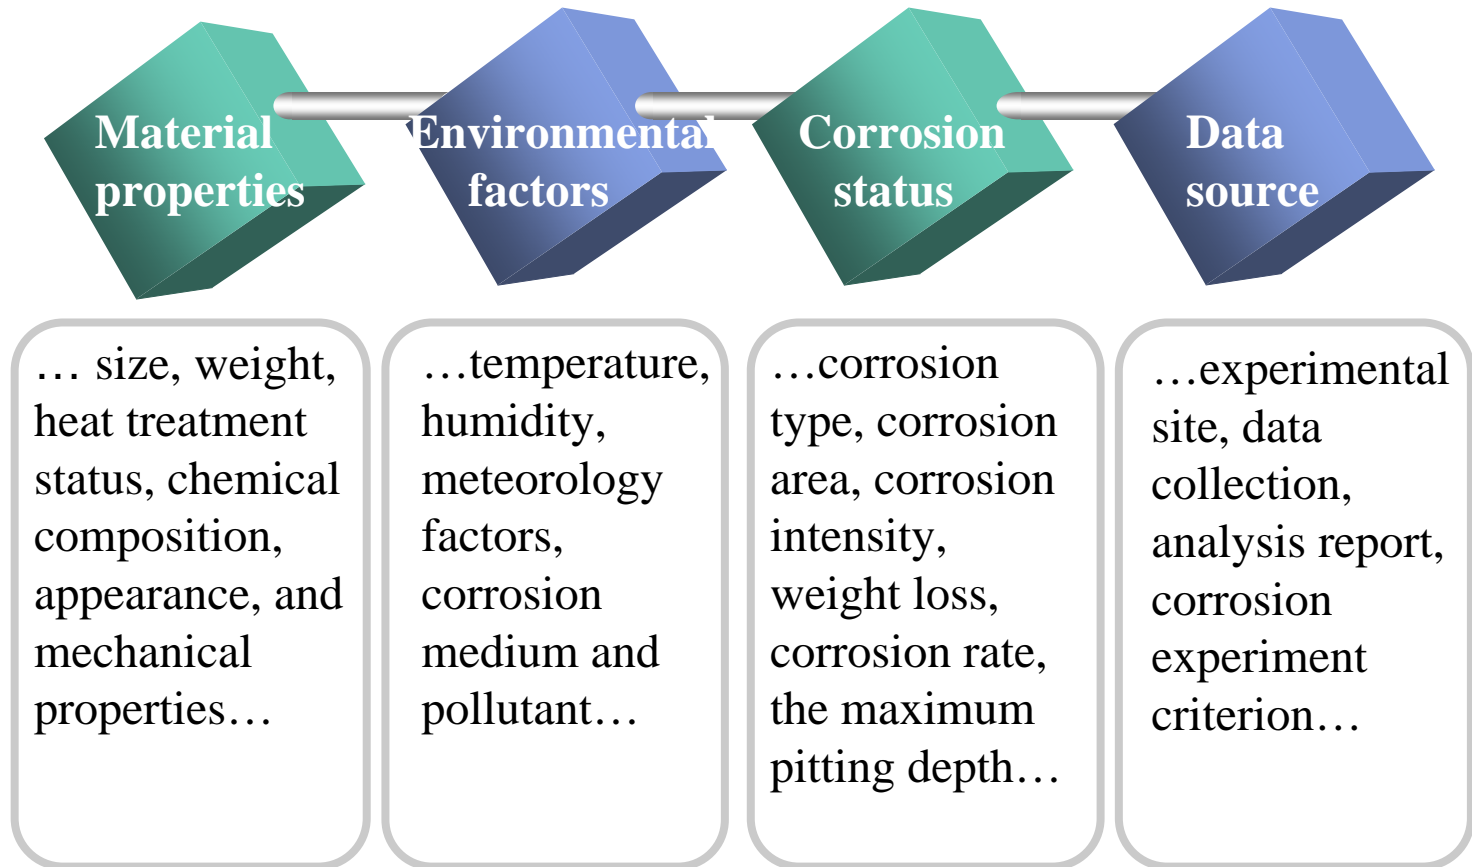 Material
properties
Environmental
factors
Corrosion
status
Data
source
… size, weight,
heat treatment
status, chemical
composition,
appearance, and
mechanical
properties…
…temperature,
humidity,
meteorology
factors,
corrosion
medium and
pollutant…
…corrosion
type, corrosion
area, corrosion
intensity,
weight loss,
corrosion rate,
the maximum
pitting depth…
…experimental
site, data
collection,
analysis report,
corrosion
experiment
criterion…